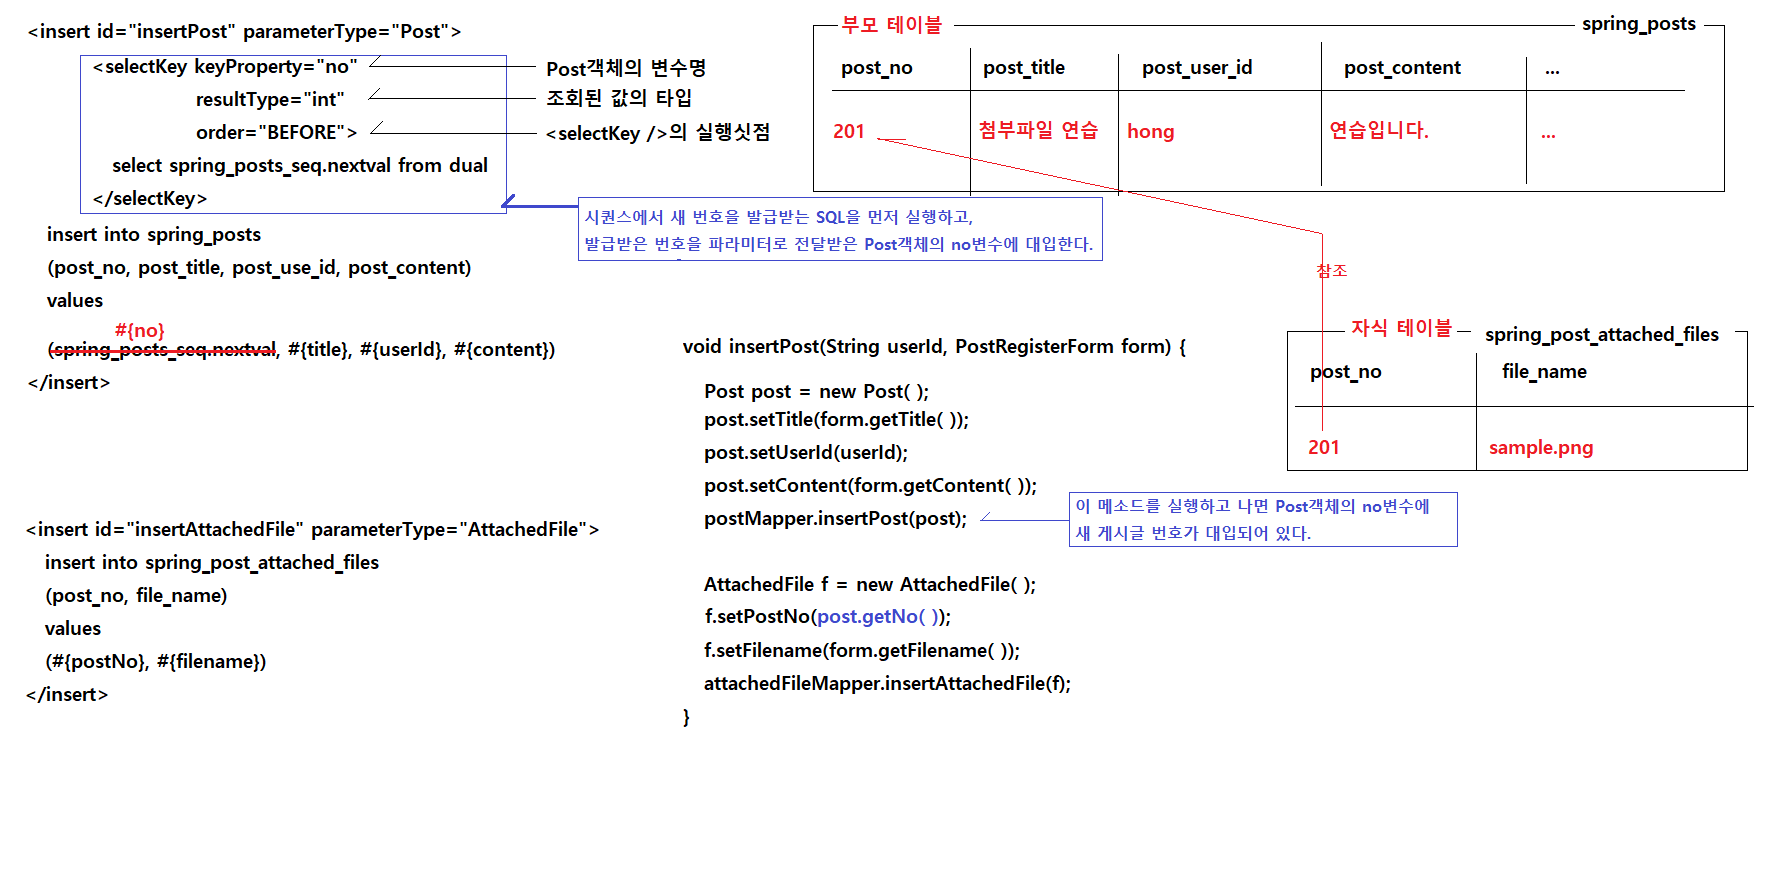 <insert id="insertPost" parameterType="Post">
<selectKey keyProperty="no"
resultType="int"
order="BEFORE">
select spring_posts_seq.nextval from dual
</selectKey>
Post객체의 변수명
조회된 값의 타입
<selectKey />의 실행싯점
시퀀스에서 새 번호을 발급받는 SQL을 먼저 실행하고,
발급받은 번호을 파라미터로 전달받은 Post객체의 no변수에 대입한다.
insert into spring_posts
(post_no, post_title, post_use_id, post_content)
values
#{no}
(spring_posts_seq.nextval, #{title}, #{userId}, #{content})
</insert>
부모 테이블
spring_posts
post_no post_title post_user_id post_content ...
201 첨부파일 연습 hong 연습입니다. ...
참조
자식 테이블
spring_post_attached_files
post_no file_name
201 sample.png
void insertPost(String userId, PostRegisterForm form) {
Post post = new Post( );
post.setTitle(form.getTitle( ));
post.setUserId(userId);
post.setContent(form.getContent( ));
postMapper.insertPost(post);
이 메소드를 실행하고 나면 Post객체의 no변수에
새 게시글 번호가 대입되어 있다.
AttachedFile f = new AttachedFile( );
f.setPostNo(post.getNo( ));
f.setFilename(form.getFilename( ));
attachedFileMapper.insertAttachedFile(f);
}
<insert id="insertAttachedFile" parameterType="AttachedFile">
insert into spring_post_attached_files
(post_no, file_name)
values
(#{postNo}, #{filename})
</insert>